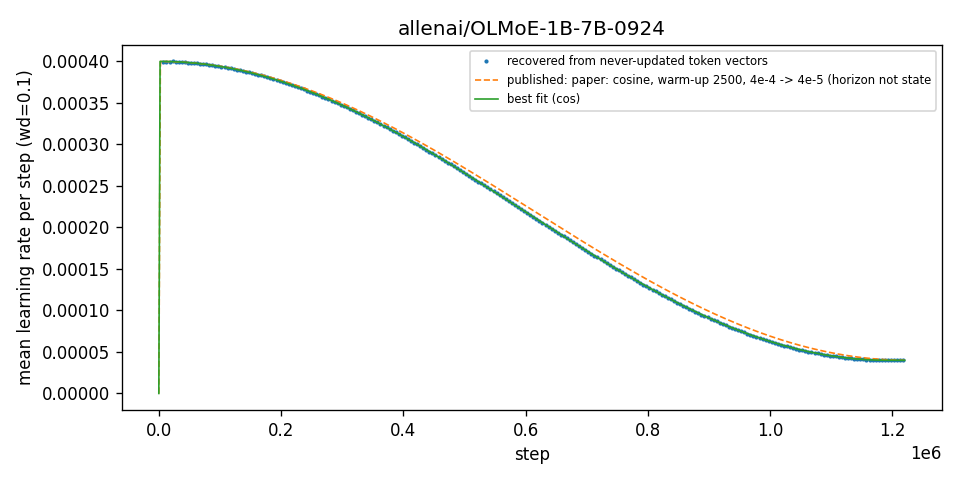 allenai/OLMoE-1B-7B-0924
recovered from never-updated token vectors
published: paper: cosine, warm-up 2500, 4e-4 -> 4e-5 (horizon not state
best fit (cos)
mean learning rate per step (wd=0.1)
0.00040
0.00035
0.00030
0.00025
0.00020
0.00015
0.00010
0.00005
0.00000
0.0 0.2 0.4 0.6 0.8 1.0 1.2
1e6
step